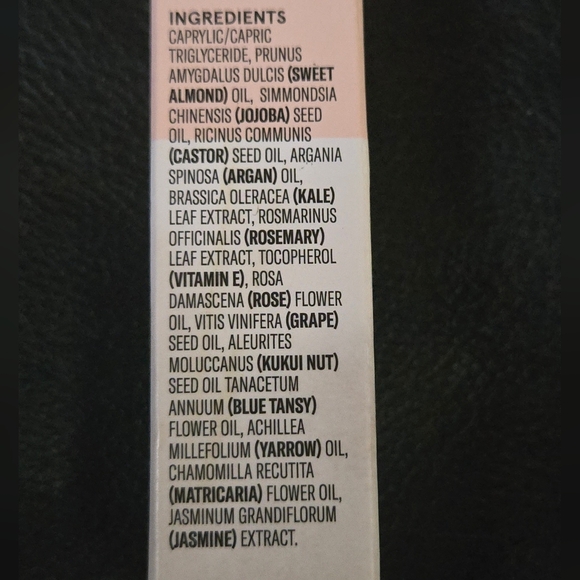 INGREDIENTS
CAPRYLIC/CAPRIC
TRIGLYCERIDE, PRUNUS
AMYGDALUS DULCIS (SWEET
ALMOND) OIL, SIMMONDSIA
CHINENSIS (JOJOBA) SEED
OIL, RICINUS COMMUNIS
(CASTOR) SEED OIL, ARGANIA
SPINOSA (ARGAN) OIL,
BRASSICA OLERACEA (KALE)
LEAF EXTRACT, ROSMARINUS
OFFICINALIS (ROSEMARY)
LEAF EXTRACT, TOCOPHEROL
(VITAMIN E), ROSA
DAMASCENA (ROSE) FLOWER
OIL, VITIS VINIFERA (GRAPE)
SEED OIL, ALEURITES
MOLUCCANUS (KUKUI NUT)
SEED OIL TANACETUM
ANNUUM (BLUE TANSY)
FLOWER OIL, ACHILLEA
MILLEFOLIUM (YARROW) OIL,
CHAMOMILLA RECUTITA
(MATRICARIA) FLOWER OIL,
JASMINUM GRANDIFLORUM
(JASMINE) EXTRACT.